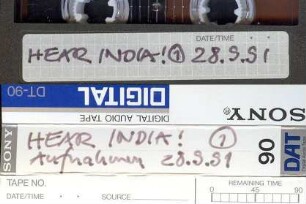 DATE/TIME
HEAR INDIA! ① 28.9.91
DT-90 DIGITAL
DIGITAL AUDIO TAPE SONY
SONY HEAR INDIA! ① 90 DAT
Aufnahmen 28.9.91
TAPE NO. REMAINING TIME
DATE/TIME SOURCE 0 45 90